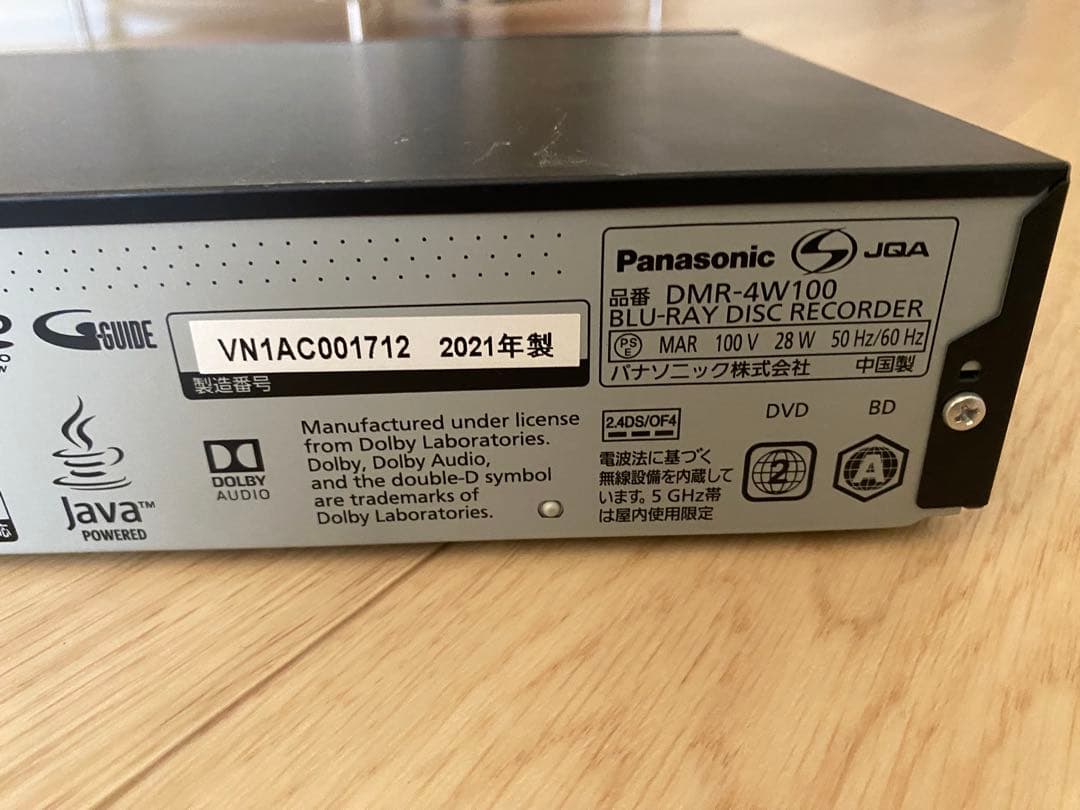 Panasonic JQA
品番 DMR-4W100
BLU-RAY DISC RECORDER
PS E MAR 100 V 28 W 50 Hz/60 Hz
パナソニック株式会社 中国製
G-GUIDE
VN1AC001712 2021年製
製造番号
Java™
POWERED
DOLBY
AUDIO
Manufactured under license
from Dolby Laboratories.
Dolby, Dolby Audio,
and the double-D symbol
are trademarks of
Dolby Laboratories.
2.4DS/OF4
電波法に基づく
無線設備を内蔵して
います。5 GHz帯
は屋内使用限定
DVD
2
BD
A